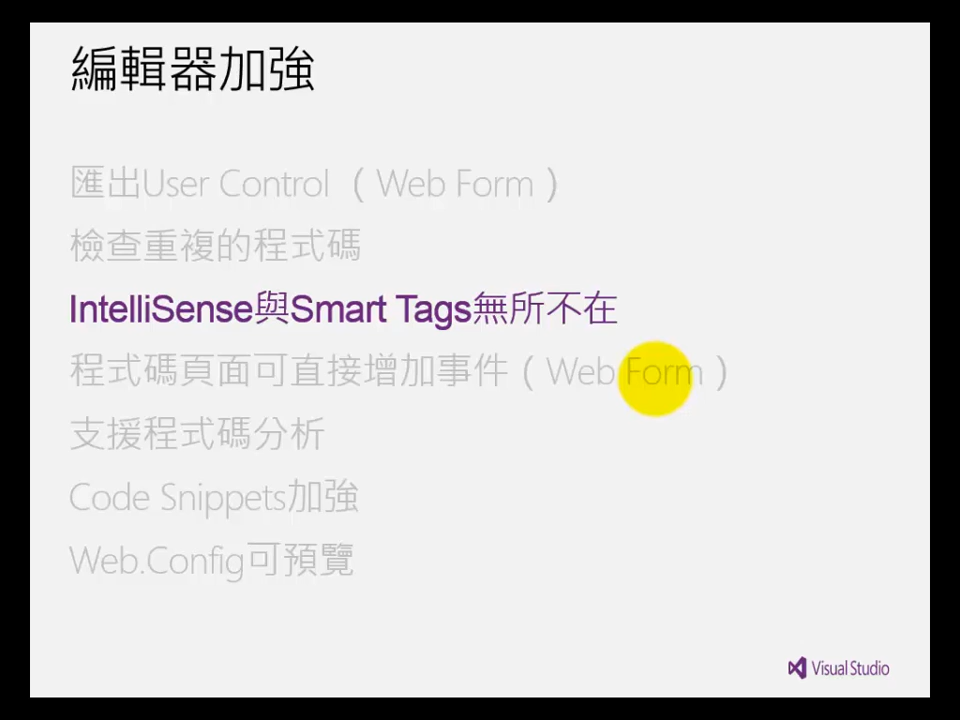 編輯器加強
匯出User Control（Web Form）
檢查重複的程式碼
IntelliSense與Smart Tags無所不在
程式碼頁面可直接增加事件（Web Form）
支援程式碼分析
Code Snippets加強
Web.Config可預覽
Visual Studio